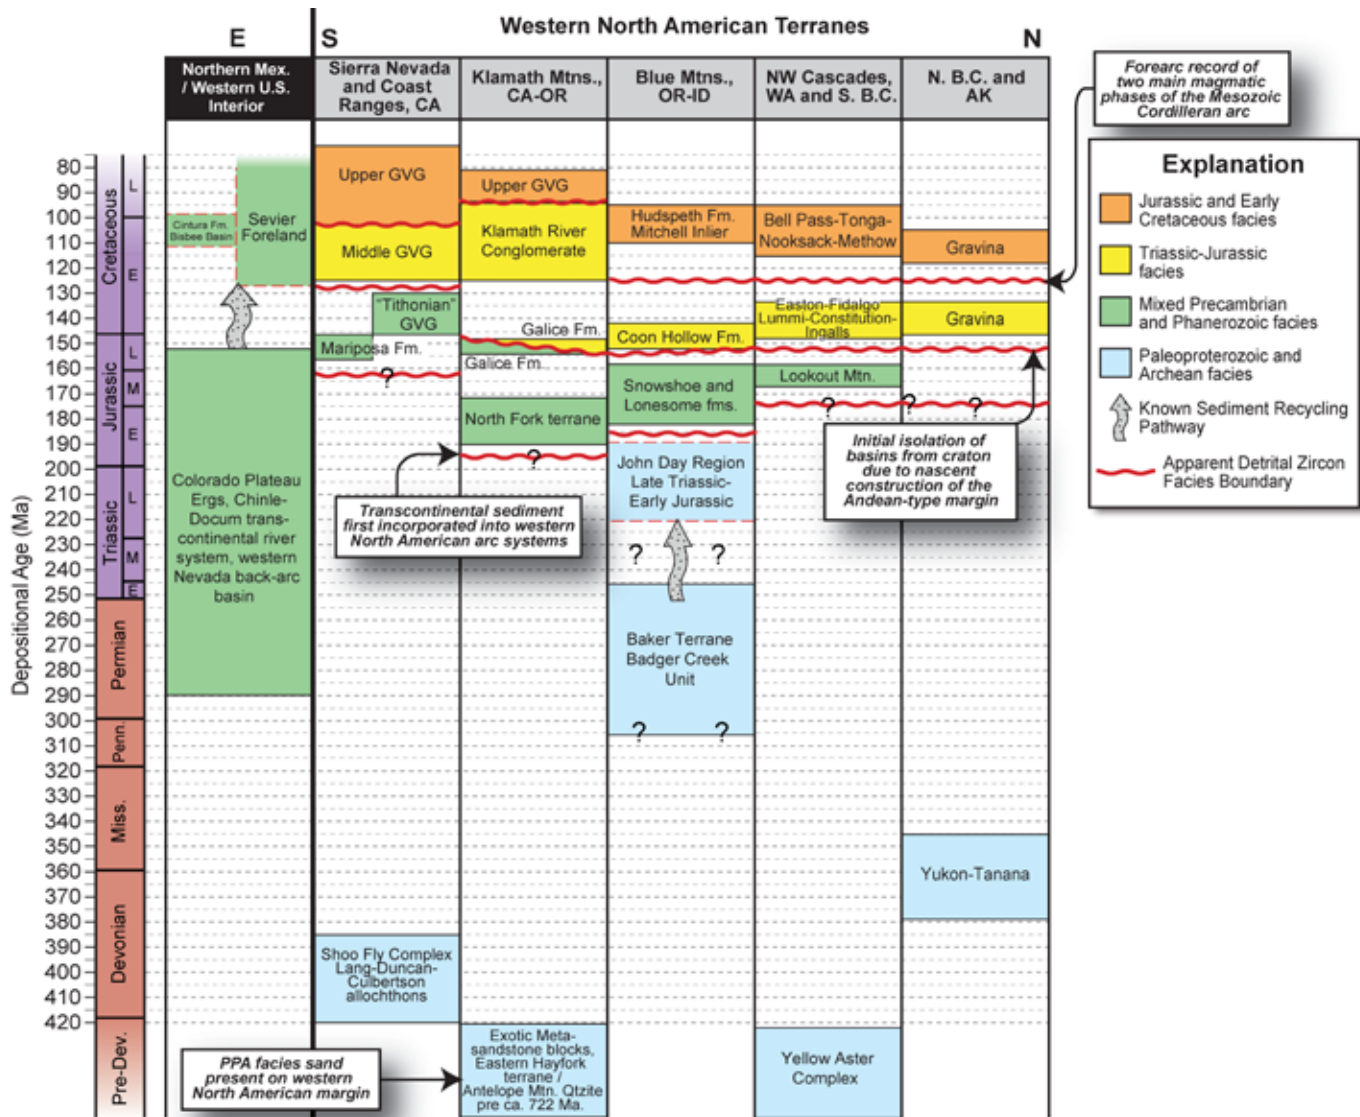 Western North American Terranes
E
S
N
Northern Mex.
/ Western U.S.
Interior
Sierra Nevada
and Coast
Ranges, CA
Klamath Mtns.,
CA-OR
Blue Mtns.,
OR-ID
NW Cascades,
WA and S. B.C.
N. B.C. and
AK
Forearc record of
two main magmatic
phases of the Mesozoic
Cordilleran arc
Explanation
Jurassic and Early
Cretaceous facies
Triassic-Jurassic
facies
Mixed Precambrian
and Phanerozoic facies
Paleoproterozoic and
Archean facies
Known Sediment Recycling
Pathway
Apparent Detrital Zircon
Facies Boundary
Depositional Age (Ma)
80
90
100
110
120
130
140
150
160
170
180
190
200
210
220
230
240
250
260
270
280
290
300
310
320
330
340
350
360
370
380
390
400
410
420
Cretaceous
L
E
Jurassic
L
M
E
Triassic
L
M
E
Permian
Penn.
Miss.
Devonian
Pre-Dev.
Cintura Fm.
Bisbee Basin
Sevier
Foreland
Colorado Plateau
Ergs, Chinle-
Docum trans-
continental river
system, western
Nevada back-arc
basin
Upper GVG
Middle GVG
"Tithonian"
GVG
Mariposa Fm.
?
Shoo Fly Complex
Lang-Duncan-
Culbertson
allochthons
Upper GVG
Klamath River
Conglomerate
Galice Fm.
Galice Fm.
North Fork terrane
?
Transcontinental sediment
first incorporated into western
North American arc systems
Exotic Meta-
sandstone blocks,
Eastern Hayfork
terrane /
Antelope Mtn. Qtzite
pre ca. 722 Ma.
PPA facies sand
present on western
North American margin
Hudspeth Fm.
Mitchell Inlier
Coon Hollow Fm.
Snowshoe and
Lonesome fms.
John Day Region
Late Triassic-
Early Jurassic
? ?
Baker Terrane
Badger Creek
Unit
? ?
Bell Pass-Tonga-
Nooksack-Methow
Easton-Fidalgo
Lummi-Constitution-
Ingalls
Lookout Mtn.
?
Yellow Aster
Complex
Gravina
Gravina
? ?
Initial isolation of
basins from craton
due to nascent
construction of the
Andean-type margin
Yukon-Tanana